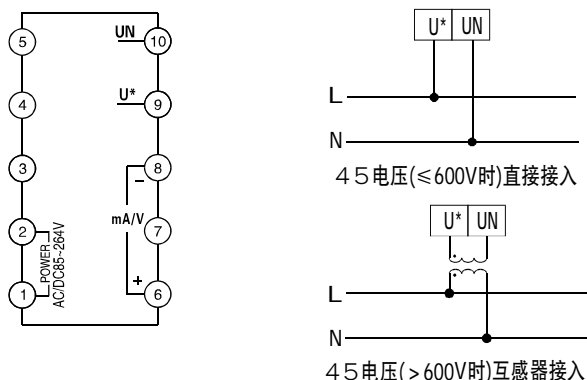 5
UN
10
4
U*
9
3
8
−
mA/V
2
7
POWER
AC/DC85~264V
1
+
6
U* UN
L
N
45电压(≤600V时)直接接入
U* UN
L
N
45电压(>600V时)互感器接入